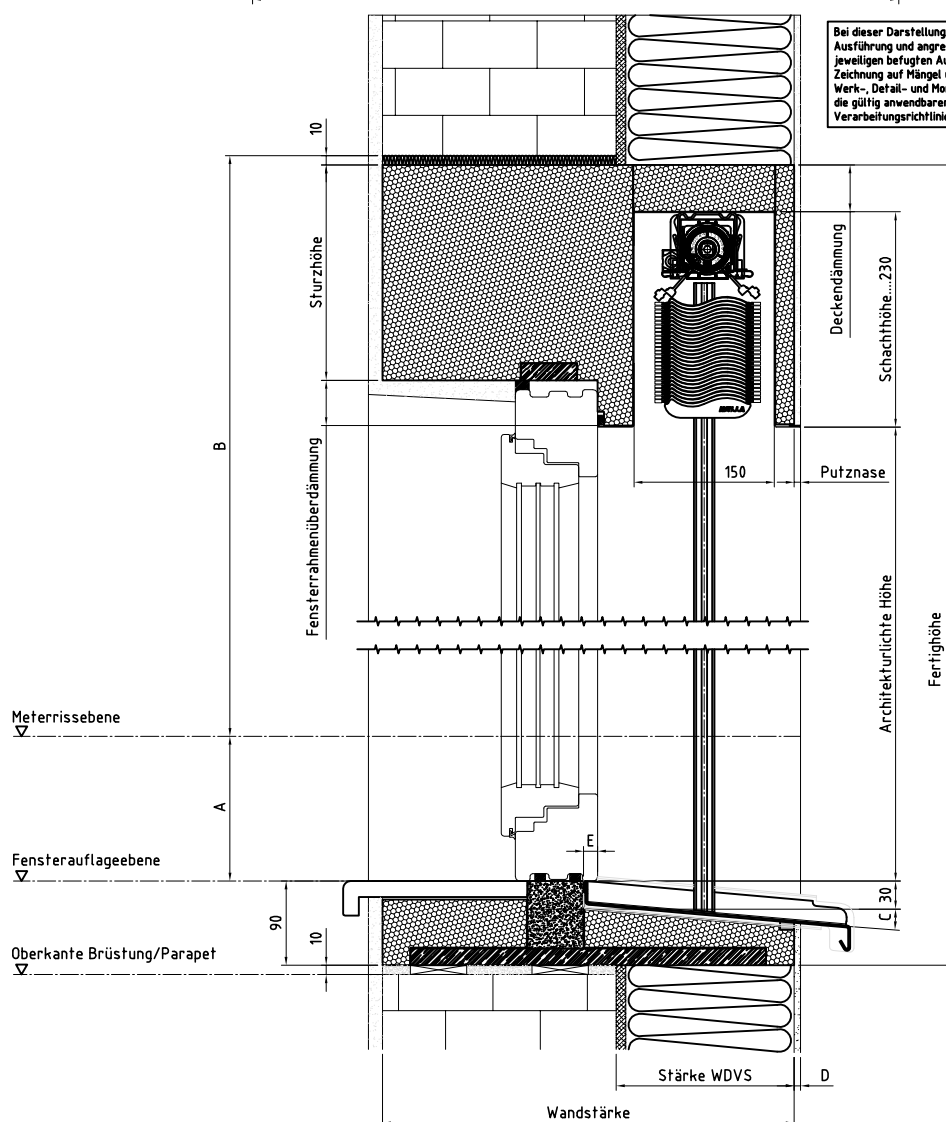 Bei dieser Darstellung
Ausführung und angre
jeweiligen befugten Au
Zeichnung auf Mängel
Werk-, Detail- und Mo
die gültig anwendbare
Verarbeitungsrichtlinie
10
Sturzhöhe
Deckendämmung
Schachthöhe....230
B
Fensterrahmenüberdämmung
150
Putznase
Architekturlichte Höhe
Fertighöhe
Meterrissebene
A
E
Fensterauflageebene
90
30
C
10
Oberkante Brüstung/Parapet
Stärke WDVS
D
Wandstärke